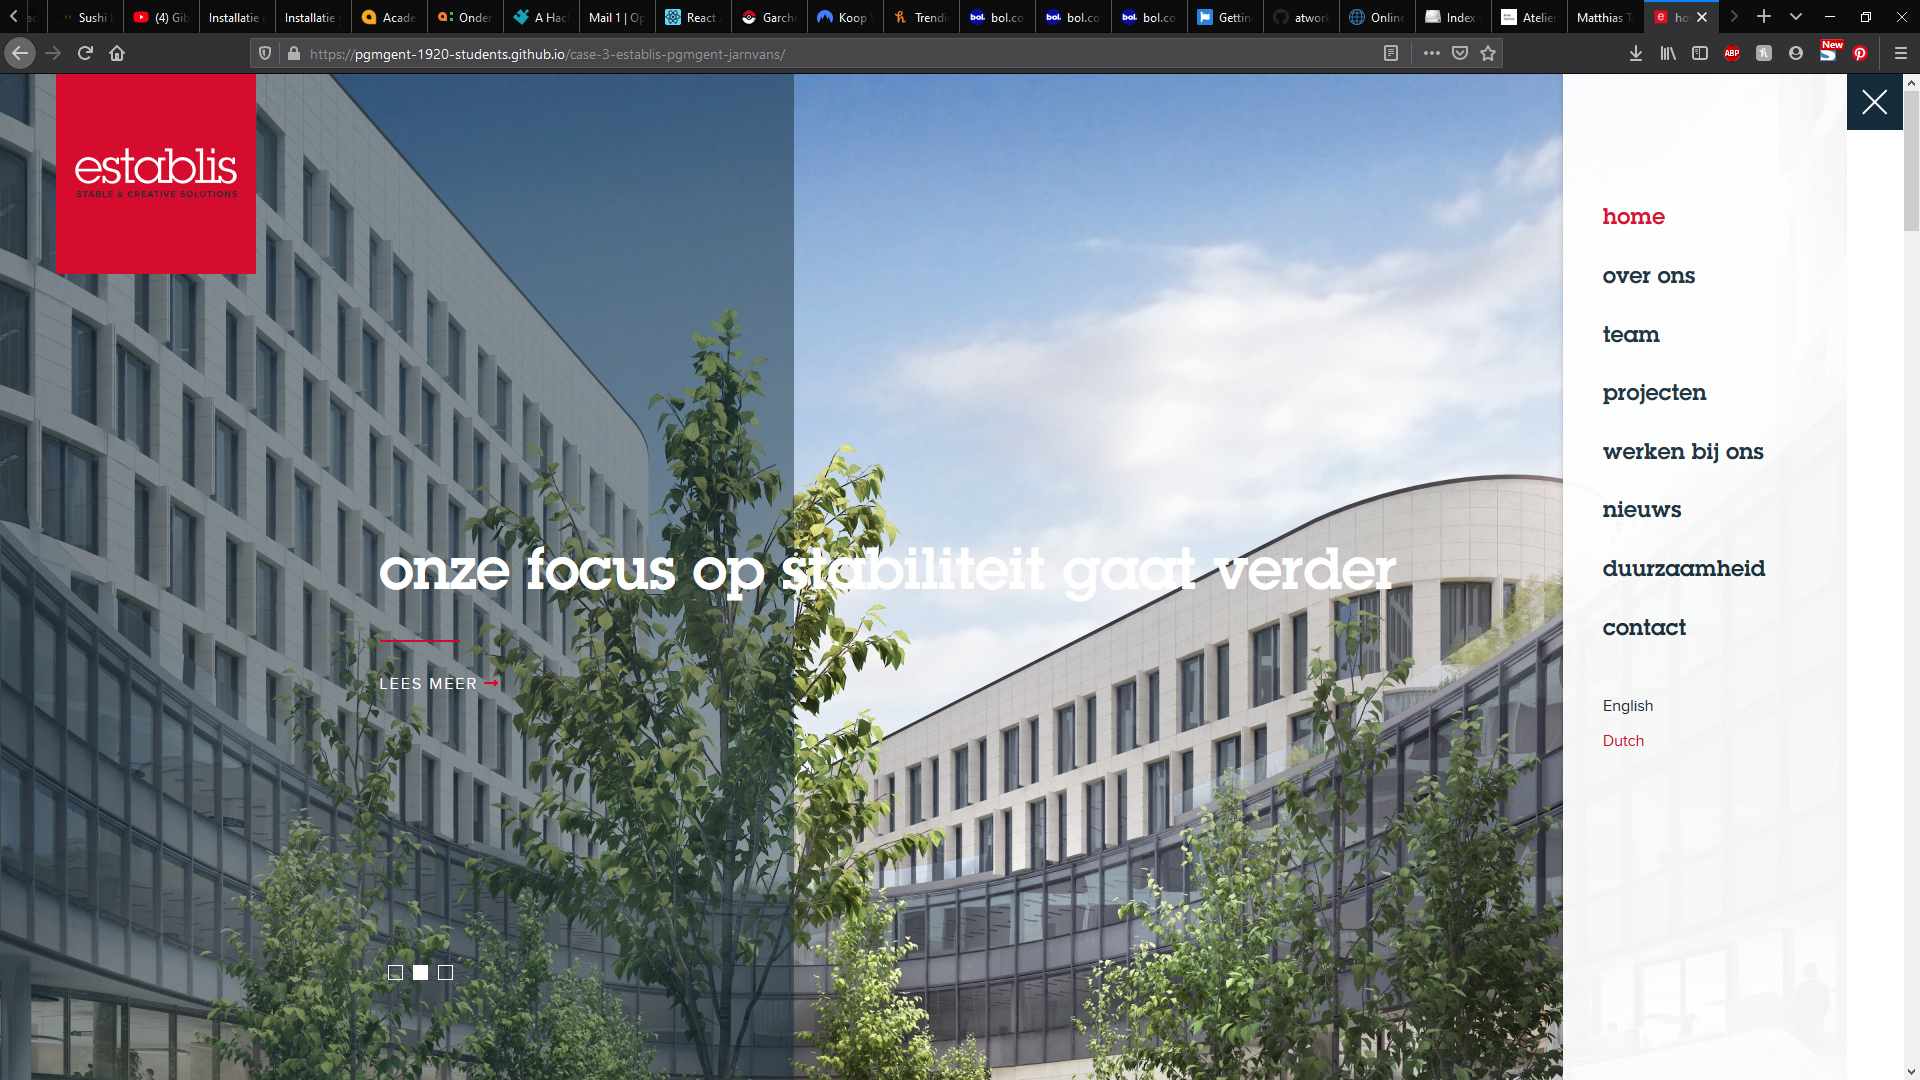 Sushi
(4) Gib
Installatie
Installatie
Acade
Onder
A Hac
Mail 1 | Op
React
Garch
Koop
Trendi
bol.co
bol.co
bol.co
Gettin
atwork
Online
Index
Atelier
Matthias T
ho
https://pgmgent-1920-students.github.io/case-3-establis-pgmgent-jarnvans/
ABP
New
establis
STABLE & CREATIVE SOLUTIONS
onze focus op stabiliteit gaat verder
LEES MEER
home
over ons
team
projecten
werken bij ons
nieuws
duurzaamheid
contact
English
Dutch